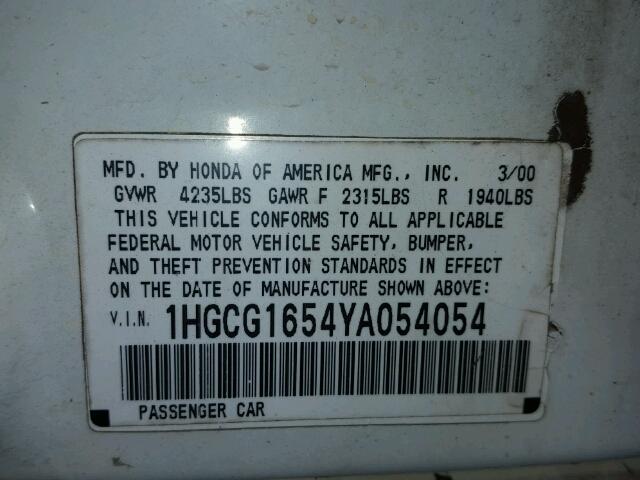 MFD. BY HONDA OF AMERICA MFG., INC. 3/00
GVWR 4235LBS GAWR F 2315LBS R 1940LBS
THIS VEHICLE CONFORMS TO ALL APPLICABLE
FEDERAL MOTOR VEHICLE SAFETY, BUMPER,
AND THEFT PREVENTION STANDARDS IN EFFECT
ON THE DATE OF MANUFACTURE SHOWN ABOVE:
V.I.N. 1HGCG1654YA054054
PASSENGER CAR